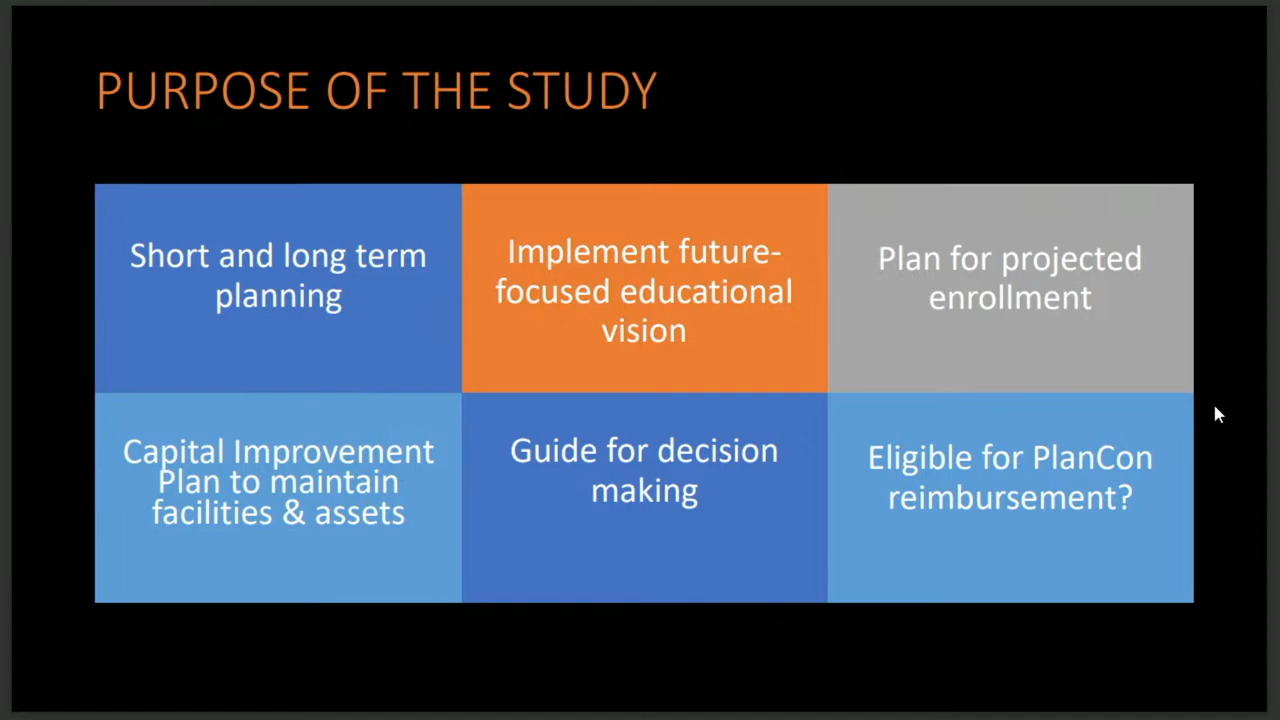 PURPOSE OF THE STUDY
Short and long term
planning
Implement future-
focused educational
vision
Plan for projected
enrollment
Capital Improvement
Plan to maintain
facilities & assets
Guide for decision
making
Eligible for PlanCon
reimbursement?